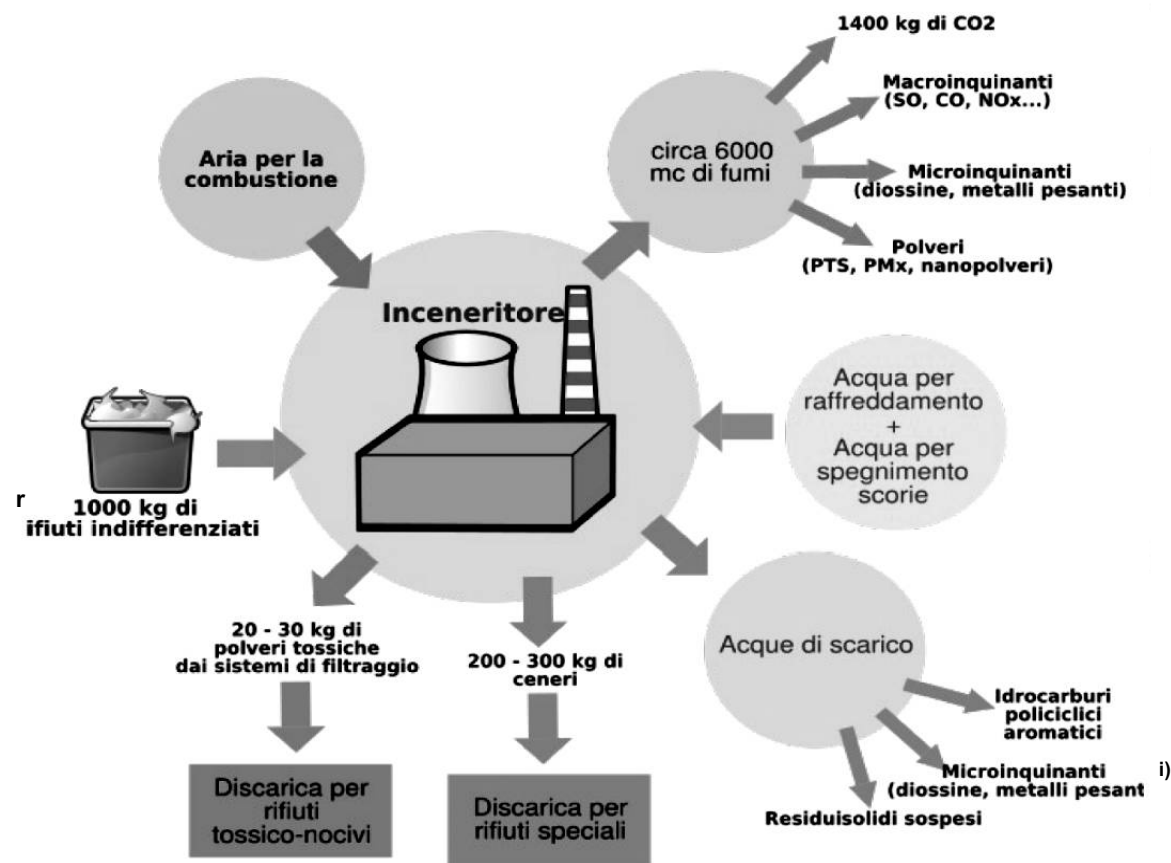 1400 kg di CO2
Macroinquinanti
(SO, CO, NOx...)
Aria per la
combustione
circa 6000
mc di fumi
Microinquinanti
(diossine, metalli pesanti)
Polveri
(PTS, PMx, nanopolveri)
Inceneritore
Acqua per
raffreddamento
+
Acqua per
spegnimento
scorie
r
1000 kg di
ifiuti indifferenziati
20 - 30 kg di
polveri tossiche
dai sistemi di filtraggio
200 - 300 kg di
ceneri
Acque di scarico
Idrocarburi
policiclici
aromatici
Microinquinanti
(diossine, metalli pesant i)
Residuisolidi sospesi
Discarica per
rifiuti
tossico-nocivi
Discarica per
rifiuti speciali